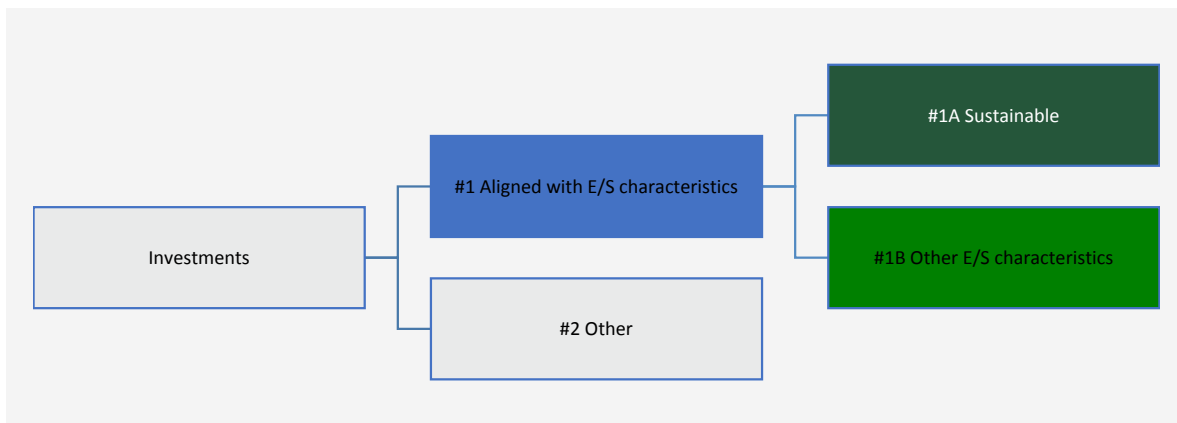 #1A Sustainable
#1 Aligned with E/S characteristics
Investments
#1B Other E/S characteristics
#2 Other